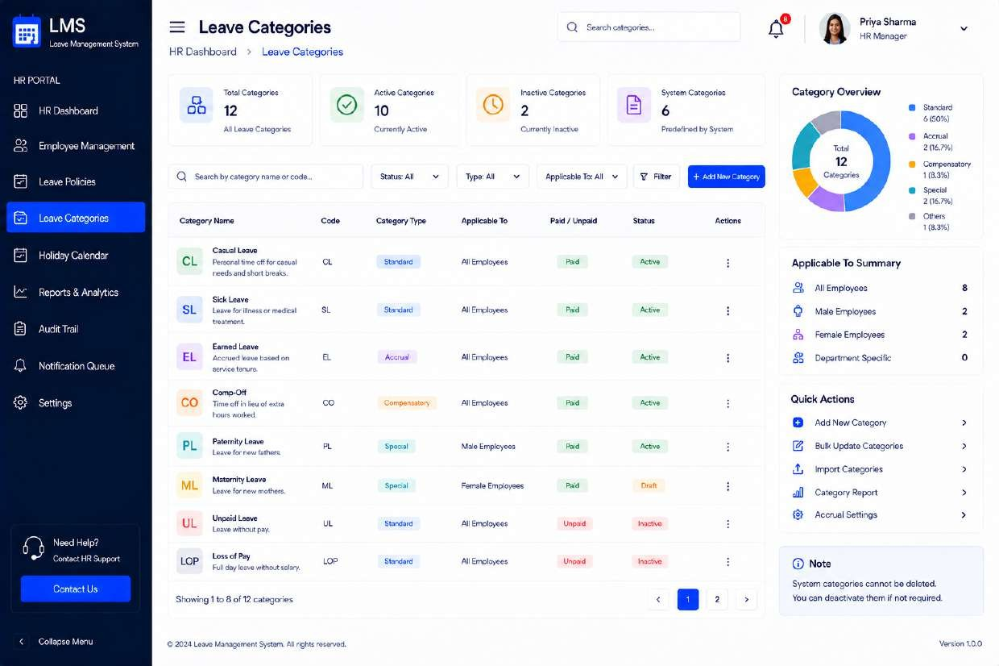 LMS
Leave Management System
HR PORTAL
HR Dashboard
Employee Management
Leave Policies
Leave Categories
Holiday Calendar
Reports & Analytics
Audit Trail
Notification Queue
Settings
Need Help?
Contact HR Support
Contact Us
Collapse Menu
Leave Categories
HR Dashboard > Leave Categories
Search categories...
8
Priya Sharma
HR Manager
Total Categories
12
All Leave Categories
Active Categories
10
Currently Active
Inactive Categories
2
Currently Inactive
System Categories
6
Predefined by System
Search by category name or code...
Status: All
Type: All
Applicable To: All
Filter
+ Add New Category
Category Name Code Category Type Applicable To Paid / Unpaid Status Actions
CL
Casual Leave
Personal time off for casual
needs and short breaks.
CL Standard All Employees Paid Active
SL
Sick Leave
Leave for illness or medical
treatment.
SL Standard All Employees Paid Active
EL
Earned Leave
Accrued leave based on
service tenure.
EL Accrual All Employees Paid Active
CO
Comp-Off
Time off in lieu of extra
hours worked.
CO Compensatory All Employees Paid Active
PL
Paternity Leave
Leave for new fathers.
PL Special Male Employees Paid Active
ML
Maternity Leave
Leave for new mothers.
ML Special Female Employees Paid Draft
UL
Unpaid Leave
Leave without pay.
UL Standard All Employees Unpaid Inactive
LOP
Loss of Pay
Full day leave without salary.
LOP Standard All Employees Unpaid Inactive
Showing 1 to 8 of 12 categories
< 1 2 >
Category Overview
Total
12
Categories
Standard
6 (50%)
Accrual
2 (16.7%)
Compensatory
1 (8.3%)
Special
2 (16.7%)
Others
1 (8.3%)
Applicable To Summary
All Employees 8
Male Employees 2
Female Employees 2
Department Specific 0
Quick Actions
Add New Category
Bulk Update Categories
Import Categories
Category Report
Accrual Settings
Note
System categories cannot be deleted.
You can deactivate them if not required.
© 2024 Leave Management System. All rights reserved.
Version 1.0.0